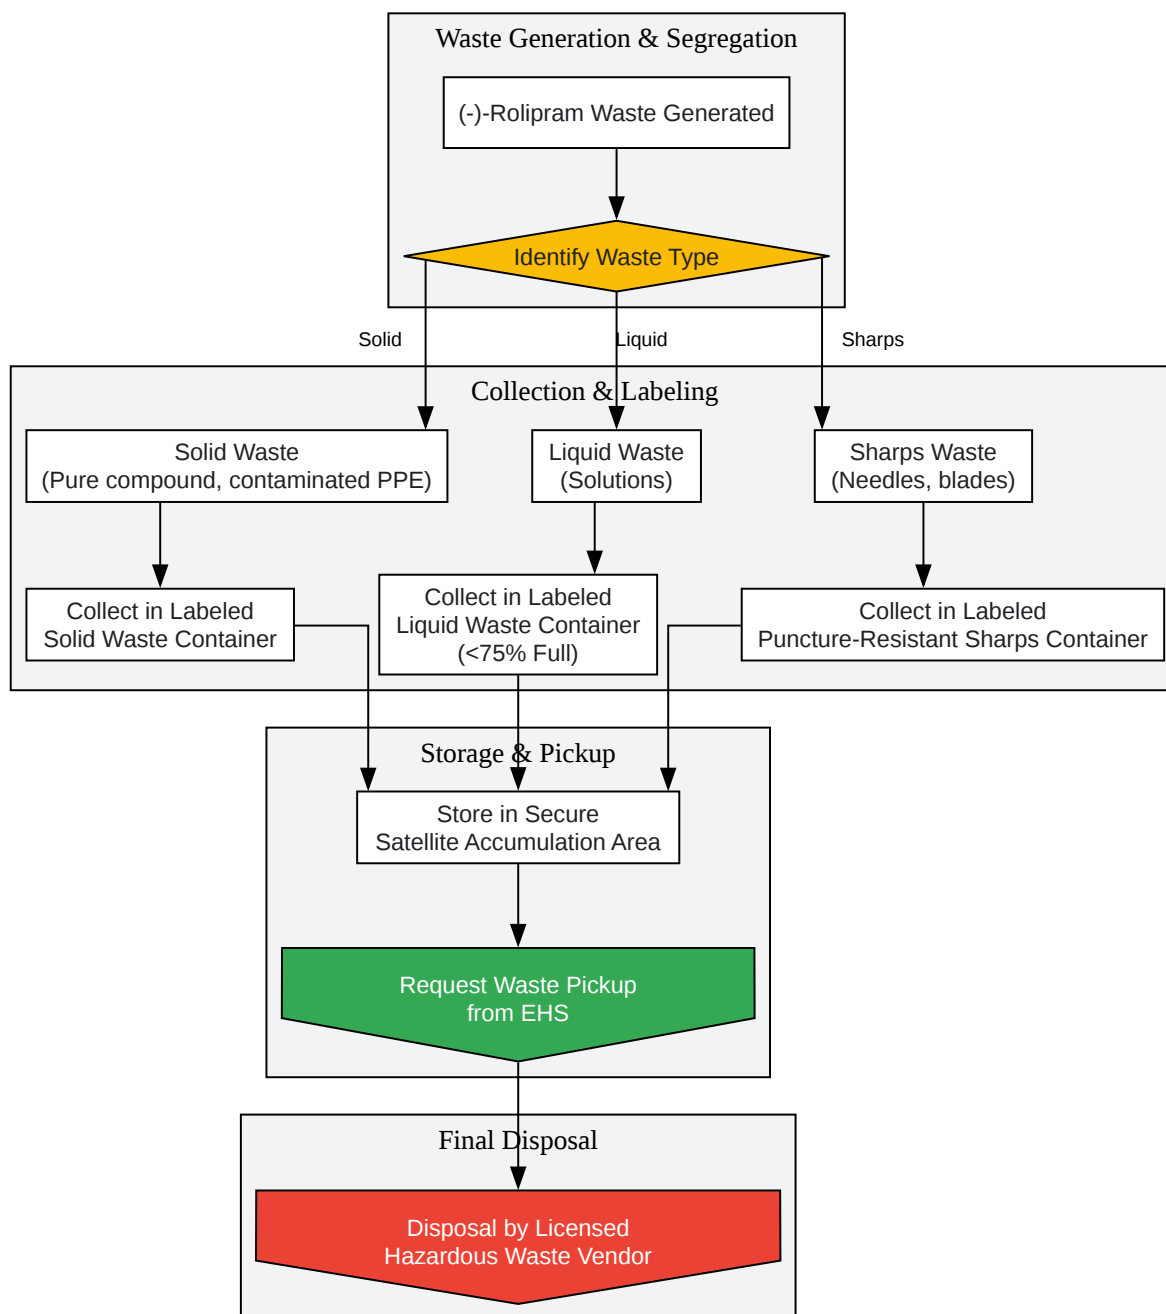 Waste Generation & Segregation
(-)-Rolipram Waste Generated
Identify Waste Type
Solid
Liquid
Sharps
Collection & Labeling
Solid Waste
(Pure compound, contaminated PPE)
Liquid Waste
(Solutions)
Sharps Waste
(Needles, blades)
Collect in Labeled
Solid Waste Container
Collect in Labeled
Liquid Waste Container
(<75% Full)
Collect in Labeled
Puncture-Resistant Sharps Container
Storage & Pickup
Store in Secure
Satellite Accumulation Area
Request Waste Pickup
from EHS
Final Disposal
Disposal by Licensed
Hazardous Waste Vendor